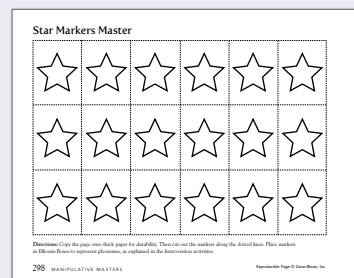 Star Markers Master
Directions: Copy the page onto thick paper for durability. Then cut out the markers along the dotted lines. Place markers
in Elkonin Boxes to represent phonemes, as explained in the Intervention activities.
298 MANIPULATIVE MASTERS
Reproducible Page © Zaner-Bloser, Inc.